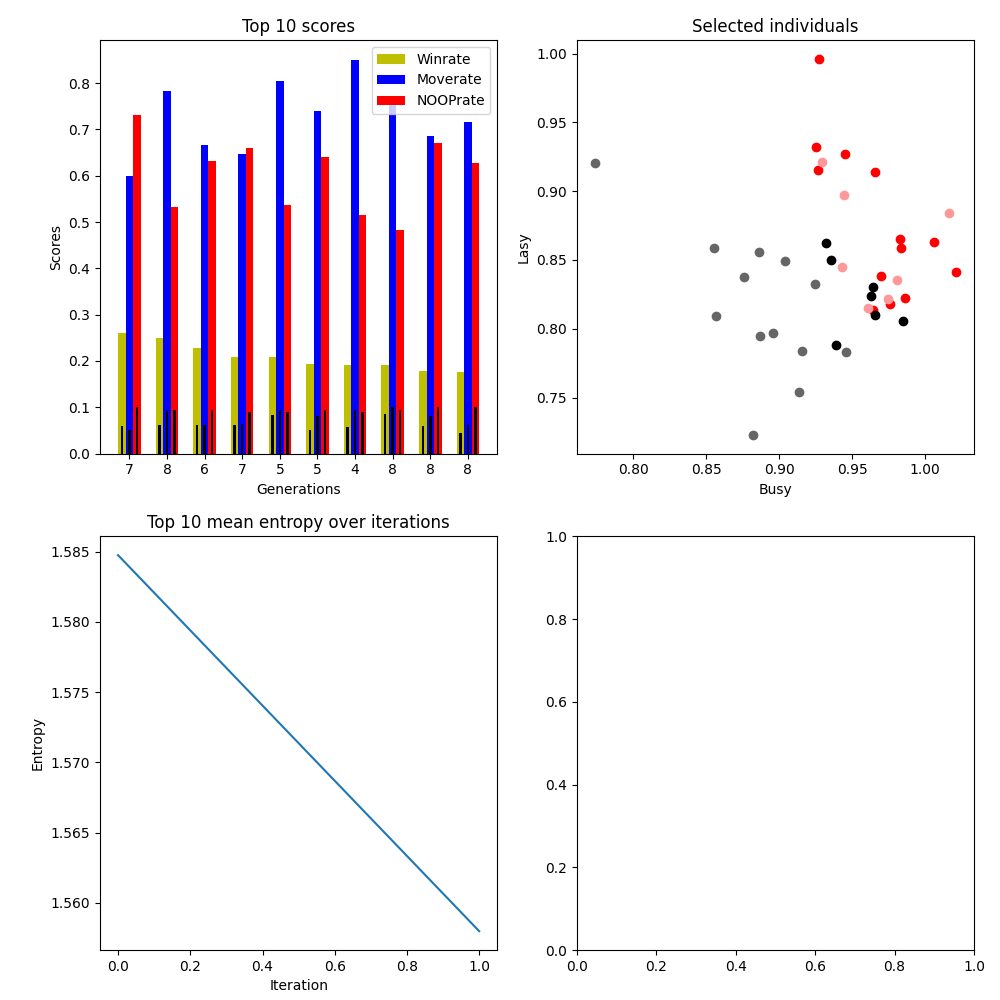 Top 10 scores
Winrate
Moverate
NOOPrate
Scores
0.8
0.7
0.6
0.5
0.4
0.3
0.2
0.1
0.0
7 8 6 7 5 5 4 8 8 8
Generations
Selected individuals
Lasy
1.00
0.95
0.90
0.85
0.80
0.75
0.80 0.85 0.90 0.95 1.00
Busy
Top 10 mean entropy over iterations
Entropy
1.585
1.580
1.575
1.570
1.565
1.560
0.0 0.2 0.4 0.6 0.8 1.0
Iteration
1.0
0.8
0.6
0.4
0.2
0.0
0.0 0.2 0.4 0.6 0.8 1.0